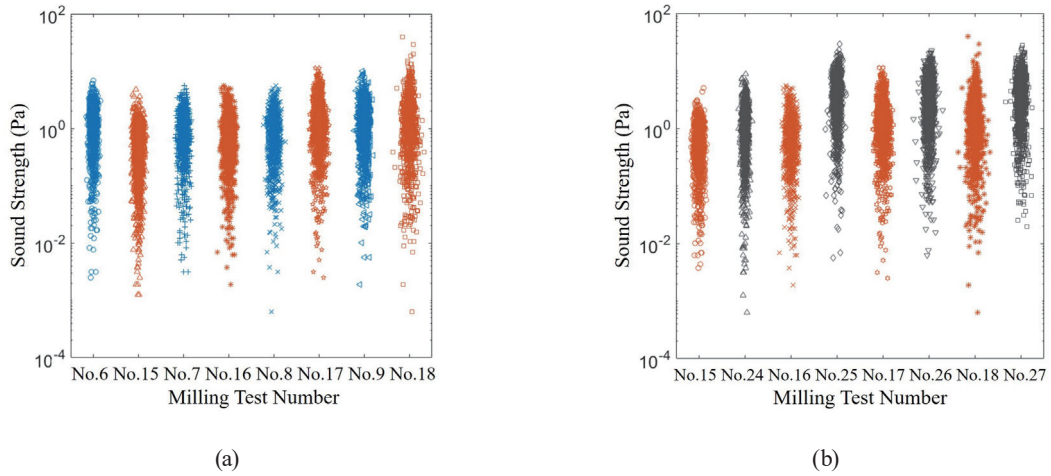 10^2
10^0
10^-2
10^-4
Sound Strength (Pa)
No.6 No.15 No.7 No.16 No.8 No.17 No.9 No.18
Milling Test Number
(a)
10^2
10^0
10^-2
10^-4
Sound Strength (Pa)
No.15 No.24 No.16 No.25 No.17 No.26 No.18 No.27
Milling Test Number
(b)